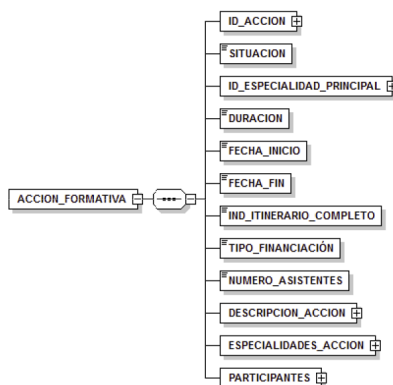 ID_ACCION
SITUACION
ID_ESPECIALIDAD_PRINCIPAL
DURACION
FECHA_INICIO
FECHA_FIN
ACCION_FORMATIVA
IND_ITINERARIO_COMPLETO
TIPO_FINANCIACIÓN
NUMERO_ASISTENTES
DESCRIPCION_ACCION
ESPECIALIDADES_ACCION
PARTICIPANTES